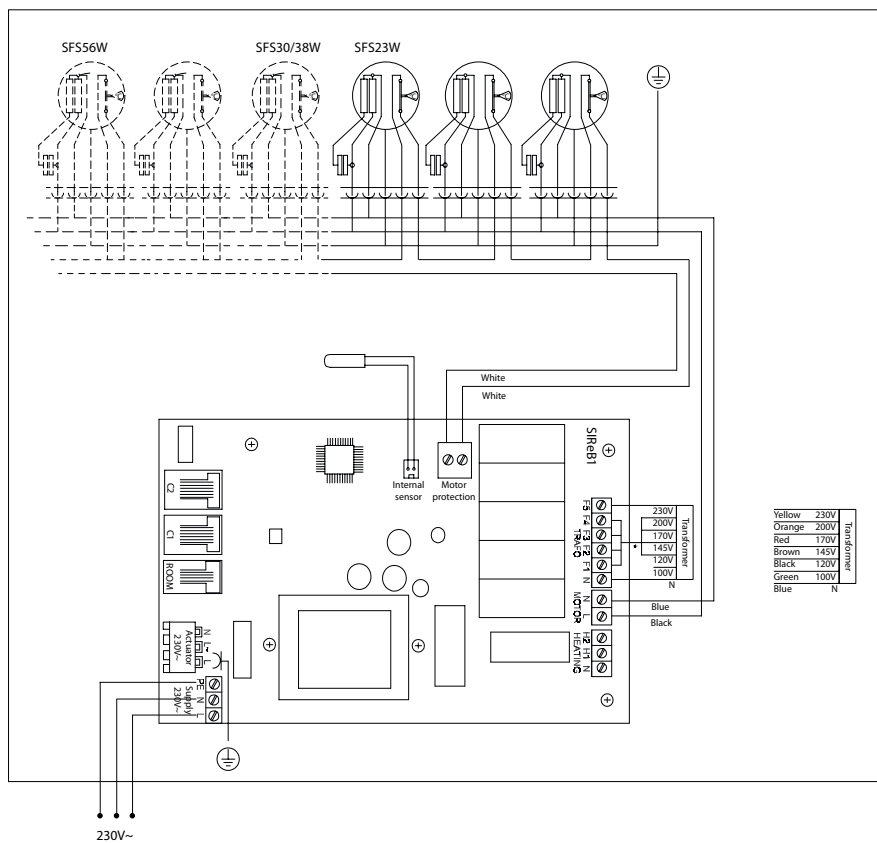 SFS56W
SFS30/38W
SFS23W
White
White
SIReB1
Internal
sensor
Motor
protection
C2
C1
ROOM
F5 F4 F3 F2 F1 N
TRAFO
230V
200V
170V
145V
120V
100V
N
*
Transformer
Yellow 230V
Orange 200V
Red 170V
Brown 145V
Black 120V
Green 100V
Blue N
Transformer
N L
MOTOR
Blue
Black
H2 H1 N
HEATING
N L' L
Actuator
230V~
PE N L
Supply
230V~
230V~